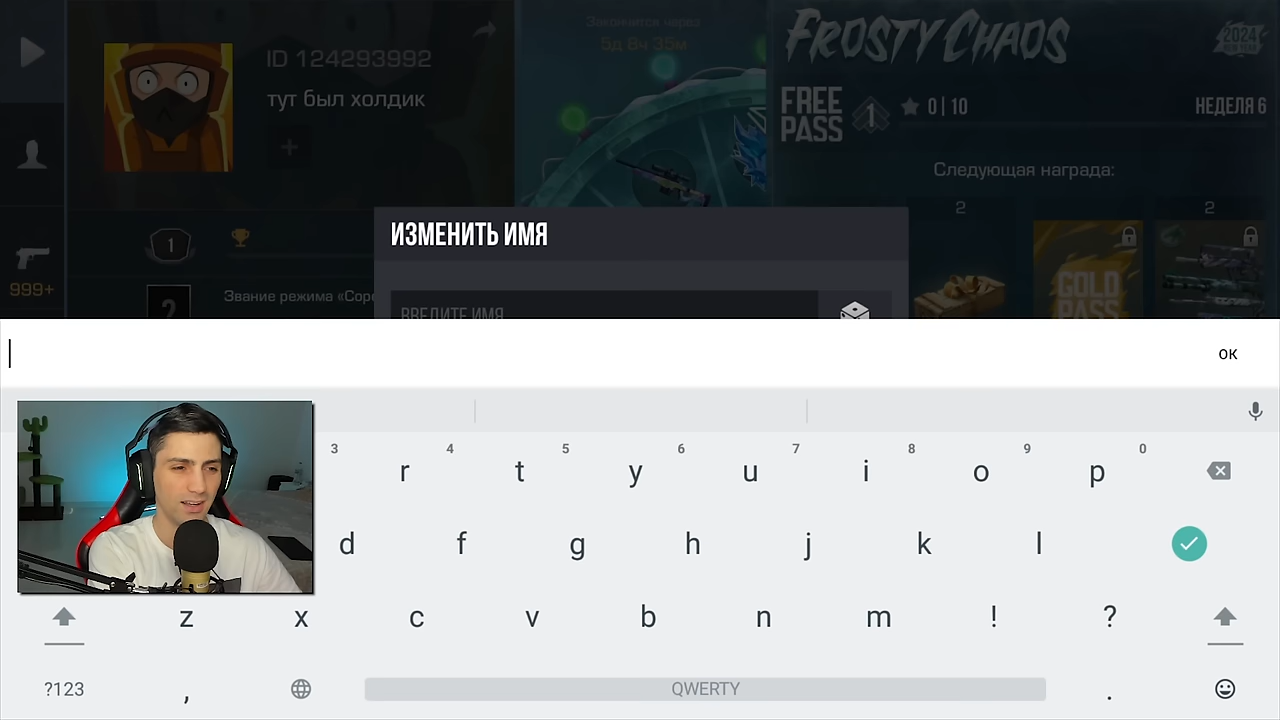 Закончится через
5д 8ч 35м
FROSTY CHAOS
2024
ID 124293992
тут был холдик
+
FREE PASS
1
0 | 10
НЕДЕЛЯ 6
Следующая награда:
2
2
GOLD PASS
1
2
999+
Звание режима «Соре
ИЗМЕНИТЬ ИМЯ
ВВЕДИТЕ ИМЯ
ОК
3 4 5 6 7 8 9 0
r t y u i o p
d f g h j k l
z x c v b n m ! ?
?123 , QWERTY .